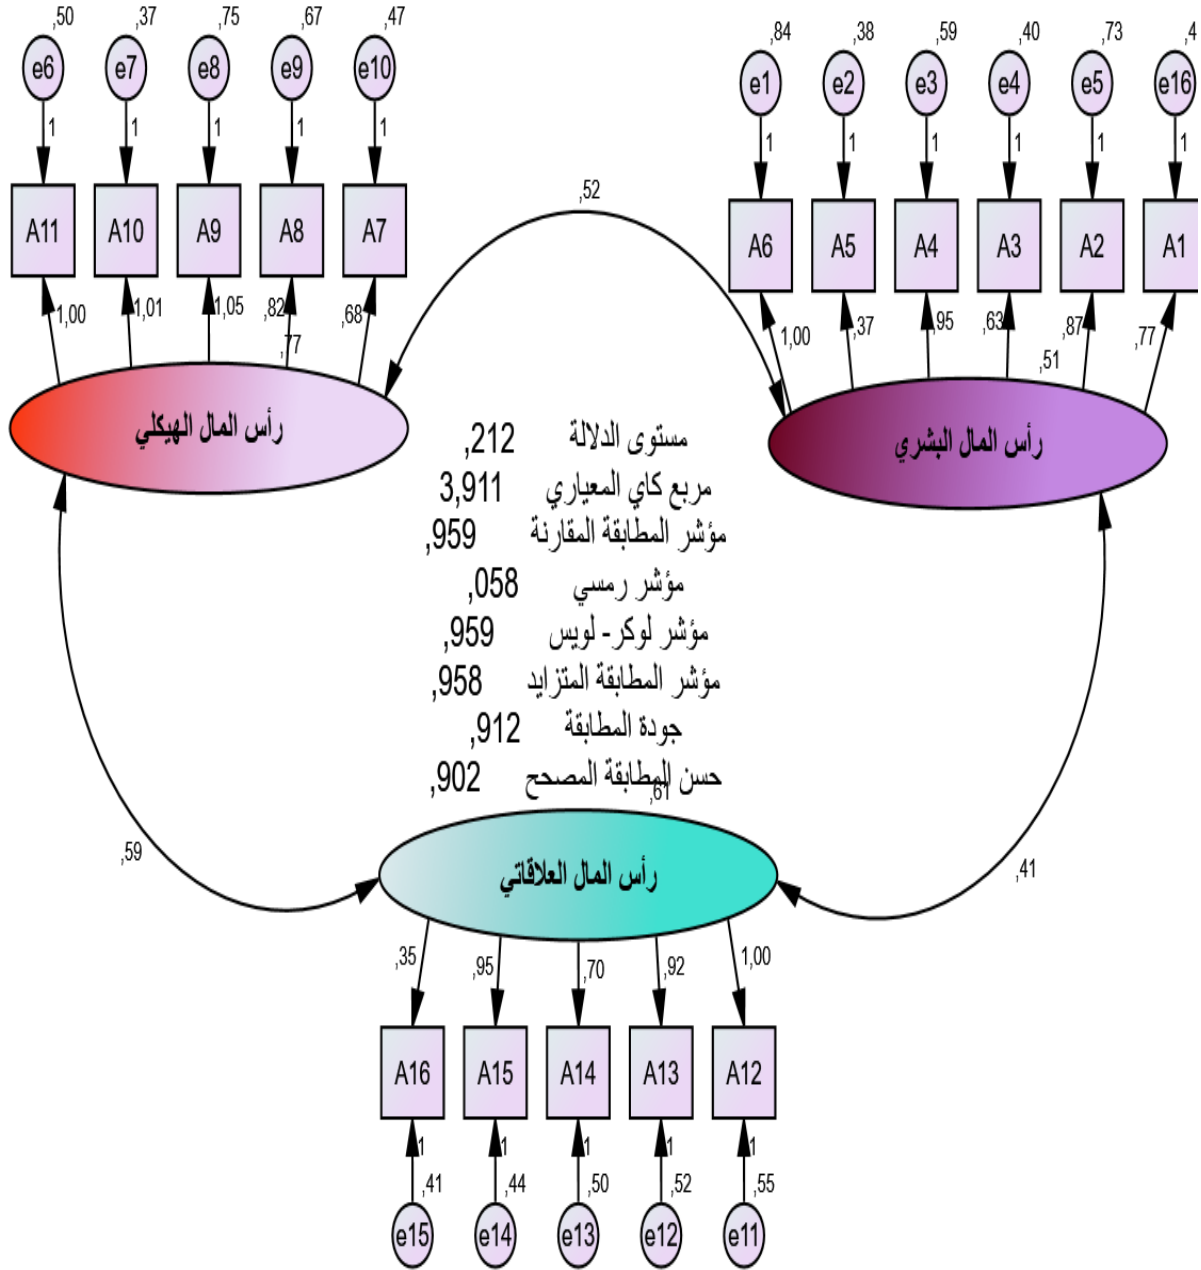 ,50 ,37 ,75 ,67 ,47
e6 e7 e8 e9 e10
1 1 1 1 1
A11 A10 A9 A8 A7
1,00 1,01 1,05 ,82 ,68
,77
رأس المال الهيكلي
,84 ,38 ,59 ,40 ,73 ,4
e1 e2 e3 e4 e5 e16
1 1 1 1 1 1
A6 A5 A4 A3 A2 A1
1,00 ,37 ,95 ,63 ,87 ,77
,51
رأس المال البشري
,52
مستوى الدلالة ,212
مربع كاي المعياري 3,911
مؤشر المطابقة المقارنة ,959
مؤشر رمسي ,058
مؤشر لوكر- لويس ,959
مؤشر المطابقة المتزايد ,958
جودة المطابقة ,912
حسن المطابقة المصحح ,902
,61
,59
,41
رأس المال العلاقاتي
,35 ,95 ,70 ,92 1,00
A16 A15 A14 A13 A12
1 1 1 1 1
,41 ,44 ,50 ,52 ,55
e15 e14 e13 e12 e11